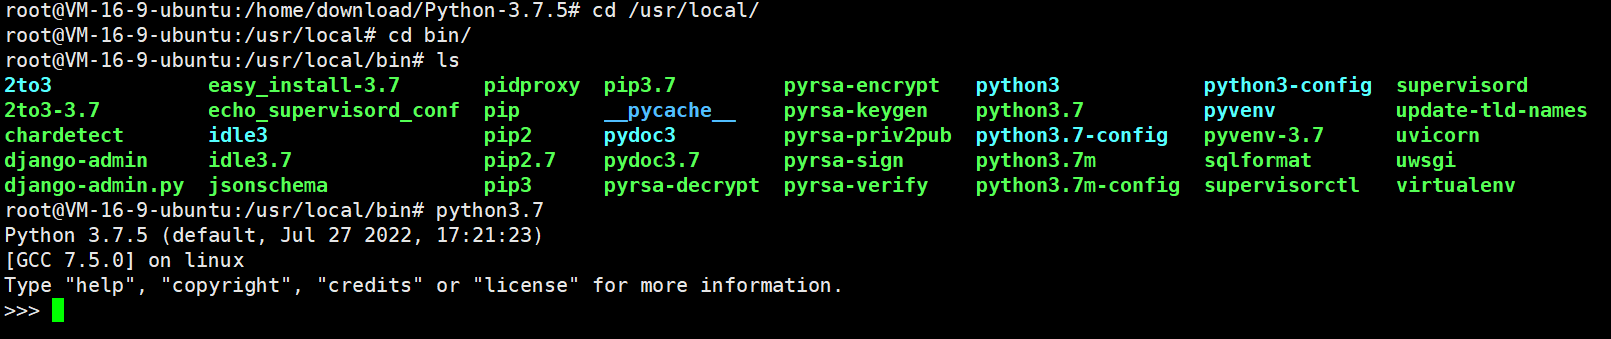 root@VM-16-9-ubuntu:/home/download/Python-3.7.5# cd /usr/local/
root@VM-16-9-ubuntu:/usr/local# cd bin/
root@VM-16-9-ubuntu:/usr/local/bin# ls
2to3 easy_install-3.7 pidproxy pip3.7 pyrsa-encrypt python3 python3-config supervisord
2to3-3.7 echo_supervisord_conf pip __pycache__ pyrsa-keygen python3.7 pyvenv update-tld-names
chardetect idle3 pip2 pydoc3 pyrsa-priv2pub python3.7-config pyvenv-3.7 uvicorn
django-admin idle3.7 pip2.7 pydoc3.7 pyrsa-sign python3.7m sqlformat uwsgi
django-admin.py jsonschema pip3 pyrsa-decrypt pyrsa-verify python3.7m-config supervisorctl virtualenv
root@VM-16-9-ubuntu:/usr/local/bin# python3.7
Python 3.7.5 (default, Jul 27 2022, 17:21:23)
[GCC 7.5.0] on linux
Type "help", "copyright", "credits" or "license" for more information.
>>>